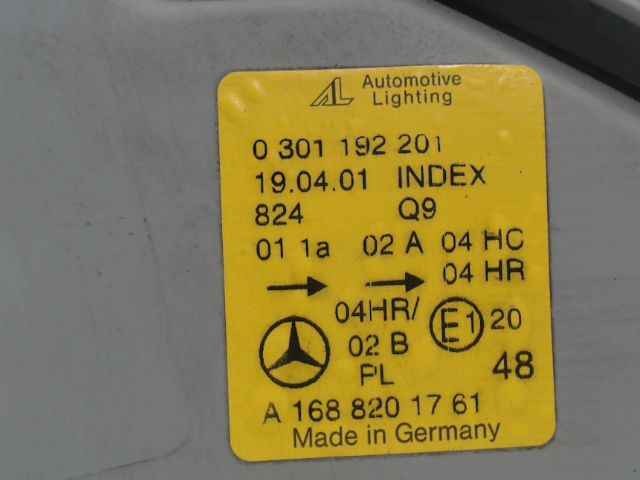 AL Automotive
Lighting
0 301 192 201
19.04.01 INDEX
824 Q9
01 1a 02 A 04 HC
04 HR
04HR/ E1 20
02 B
PL 48
A 168 820 17 61
Made in Germany